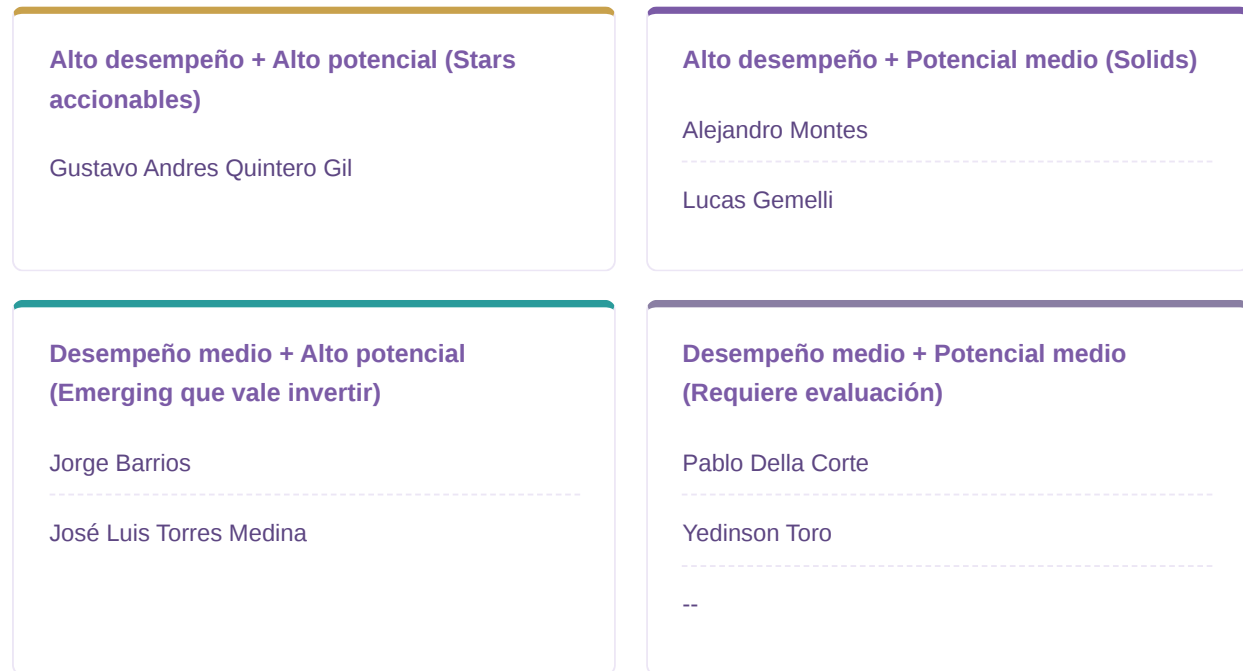 Alto desempeño + Alto potencial (Stars
accionables)
Gustavo Andres Quintero Gil
Alto desempeño + Potencial medio (Solids)
Alejandro Montes
Lucas Gemelli
Desempeño medio + Alto potencial
(Emerging que vale invertir)
Jorge Barrios
José Luis Torres Medina
Desempeño medio + Potencial medio
(Requiere evaluación)
Pablo Della Corte
Yedinson Toro
--